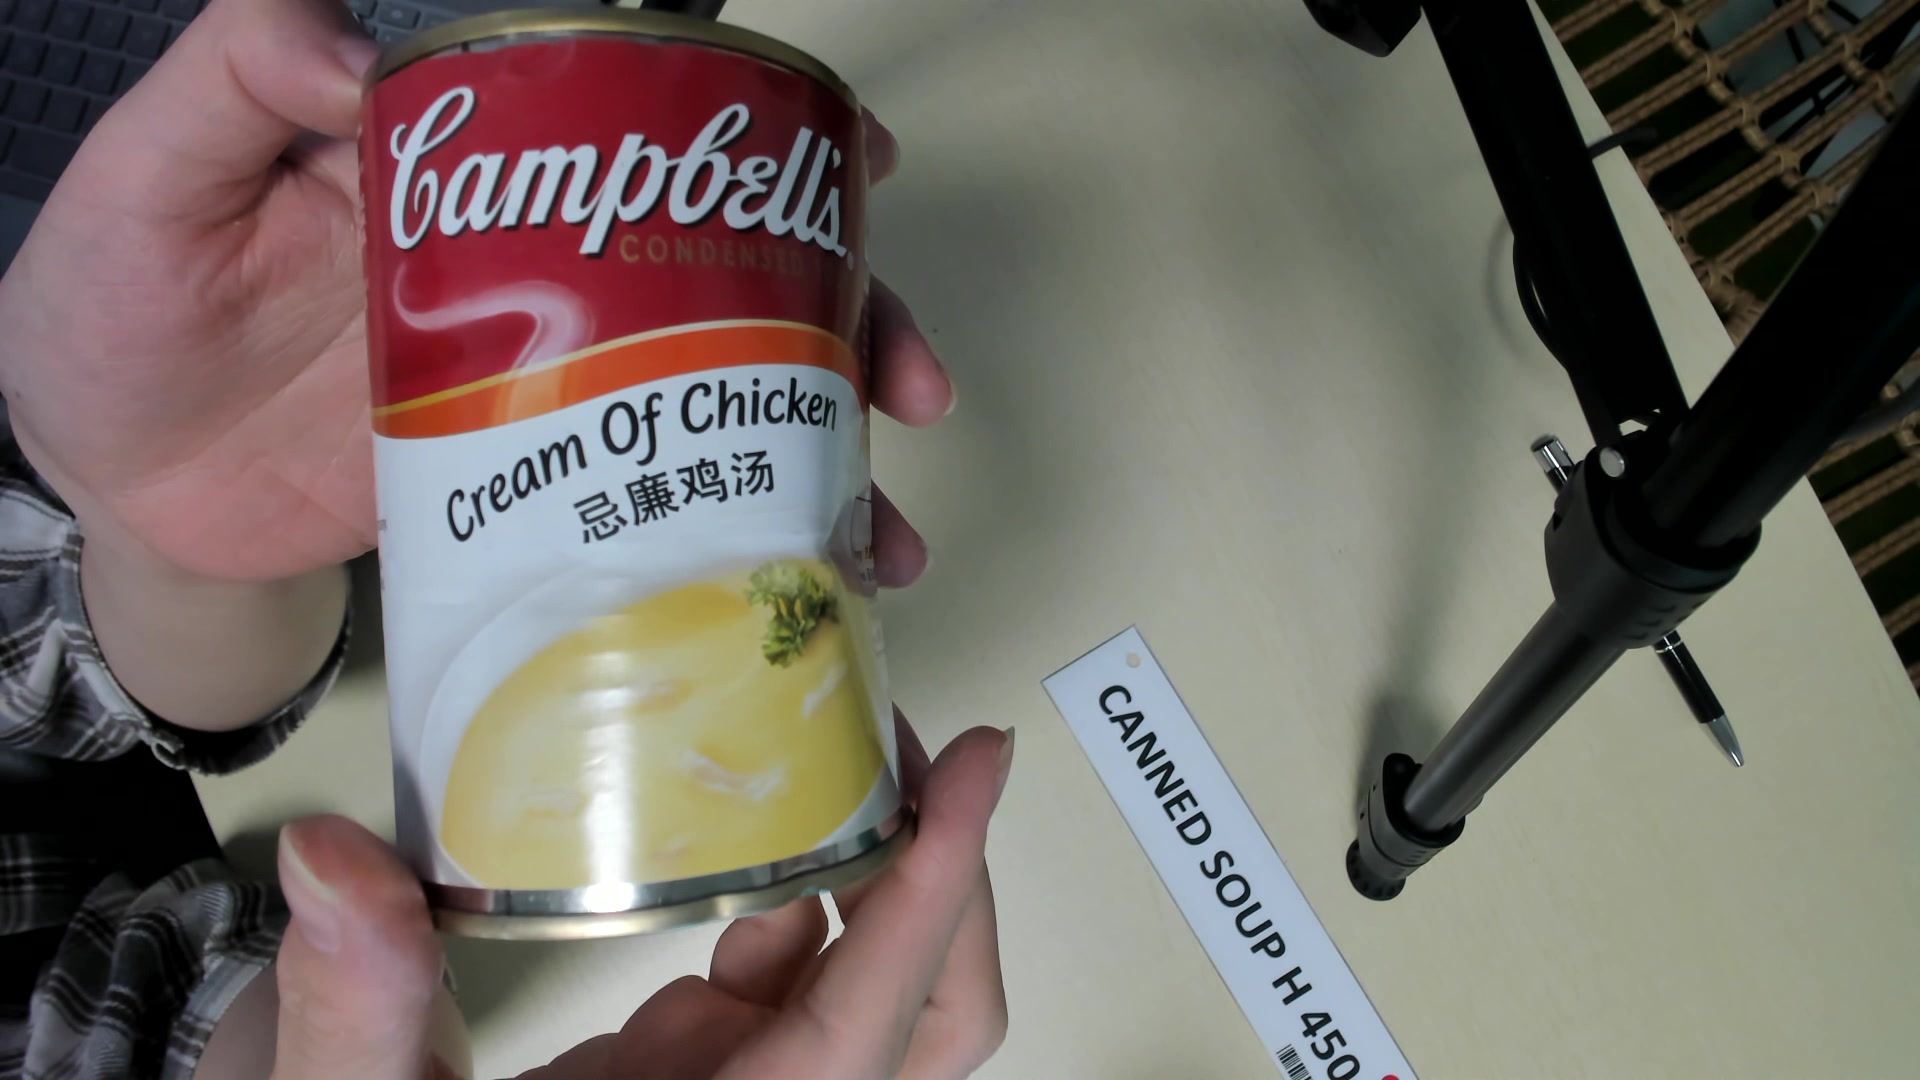 Campbell's
CONDENSED
Cream Of Chicken
忌廉鸡汤
CANNED SOUP H 450